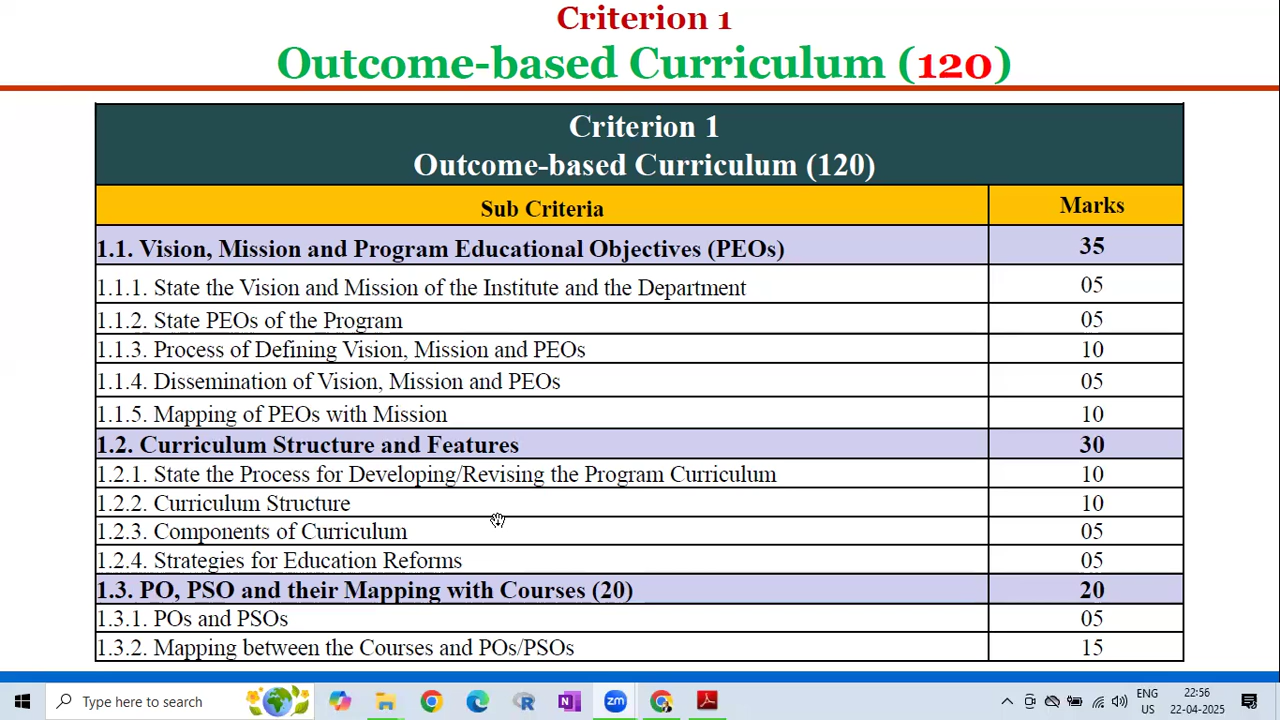 Criterion 1
Outcome-based Curriculum (120)
Criterion 1
Outcome-based Curriculum (120)
Sub Criteria Marks
1.1. Vision, Mission and Program Educational Objectives (PEOs) 35
1.1.1. State the Vision and Mission of the Institute and the Department 05
1.1.2. State PEOs of the Program 05
1.1.3. Process of Defining Vision, Mission and PEOs 10
1.1.4. Dissemination of Vision, Mission and PEOs 05
1.1.5. Mapping of PEOs with Mission 10
1.2. Curriculum Structure and Features 30
1.2.1. State the Process for Developing/Revising the Program Curriculum 10
1.2.2. Curriculum Structure 10
1.2.3. Components of Curriculum 05
1.2.4. Strategies for Education Reforms 05
1.3. PO, PSO and their Mapping with Courses (20) 20
1.3.1. POs and PSOs 05
1.3.2. Mapping between the Courses and POs/PSOs 15
Type here to search
R
N
zm
ENG
US
22:56
22-04-2025